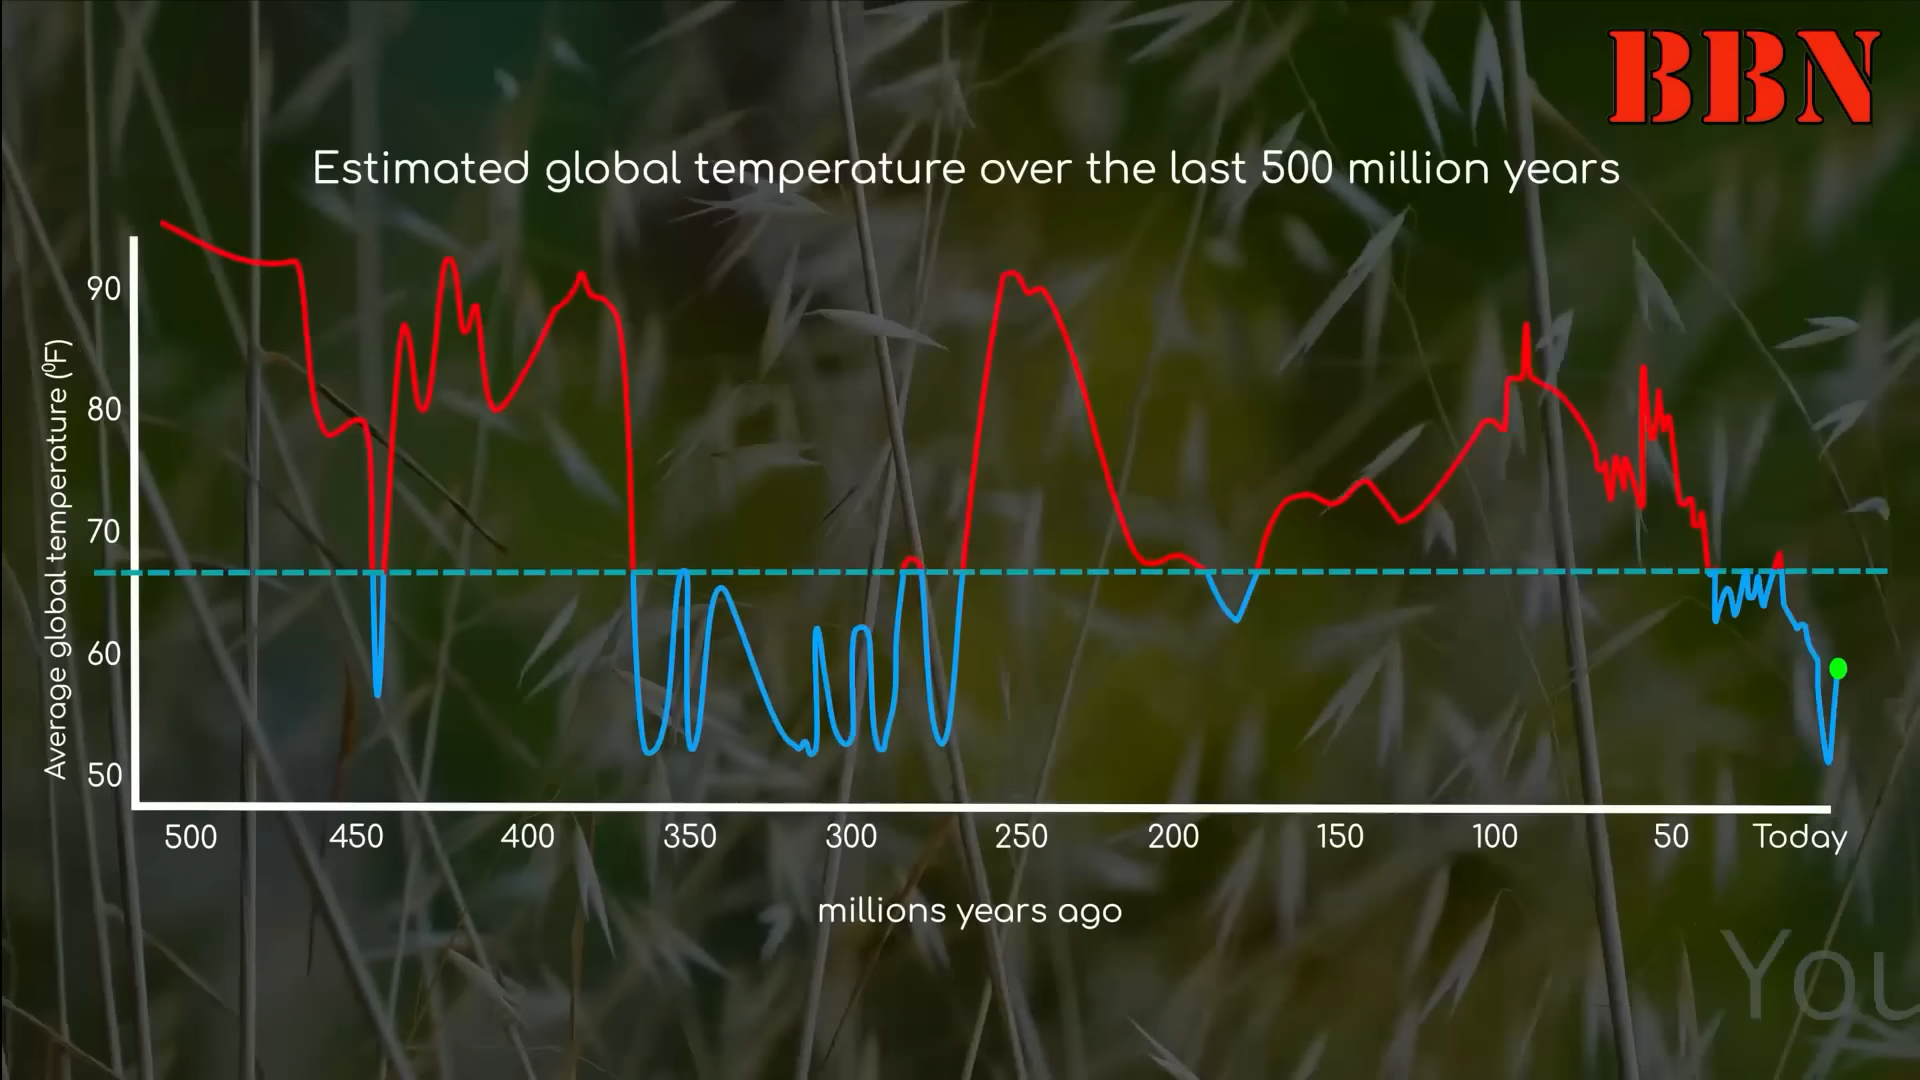 BBN
Estimated global temperature over the last 500 million years
Average global temperature (⁰F)
90
80
70
60
50
500 450 400 350 300 250 200 150 100 50 Today
millions years ago
You